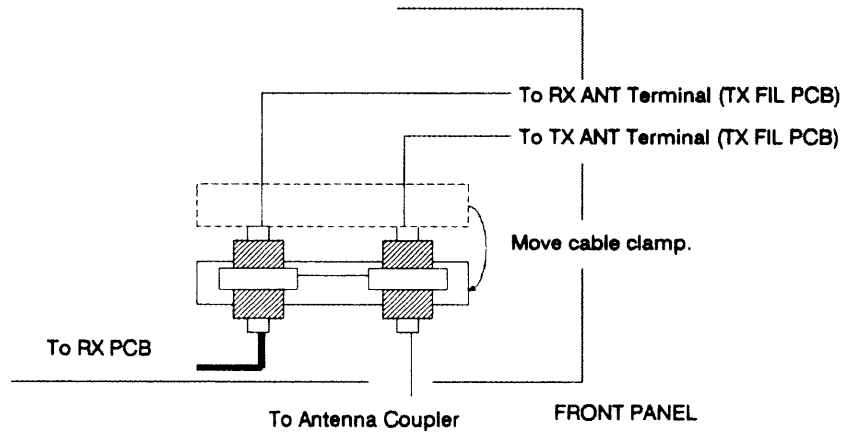 To RX ANT Terminal (TX FIL PCB)
To TX ANT Terminal (TX FIL PCB)
Move cable clamp.
To RX PCB
To Antenna Coupler
FRONT PANEL